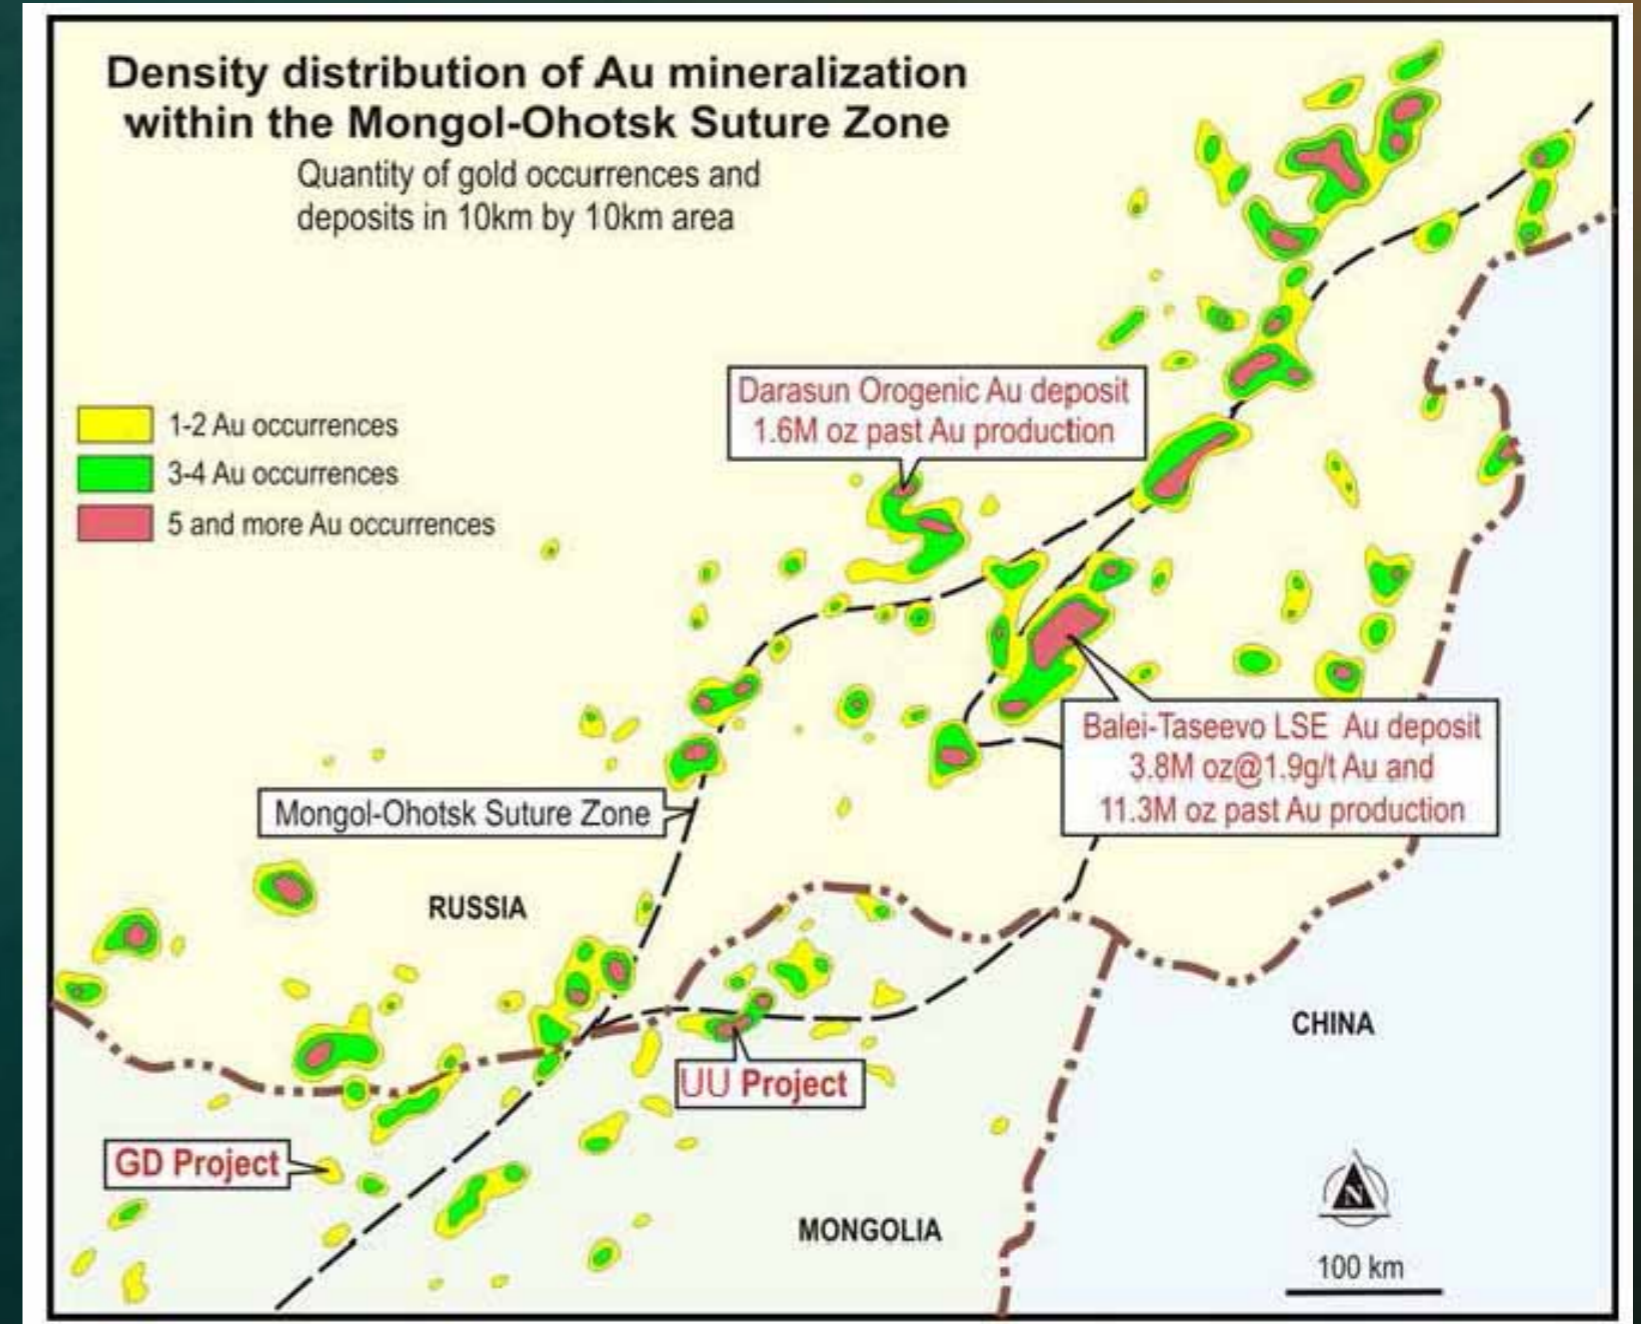 Density distribution of Au mineralization
within the Mongol-Ohotsk Suture Zone
Quantity of gold occurrences and
deposits in 10km by 10km area
Darasun Orogenic Au deposit
1.6M oz past Au production
1-2 Au occurrences
3-4 Au occurrences
5 and more Au occurrences
Balei-Taseevo LSE Au deposit
3.8M oz@1.9g/t Au and
11.3M oz past Au production
Mongol-Ohotsk Suture Zone
RUSSIA
CHINA
UU Project
GD Project
MONGOLIA
N
100 km